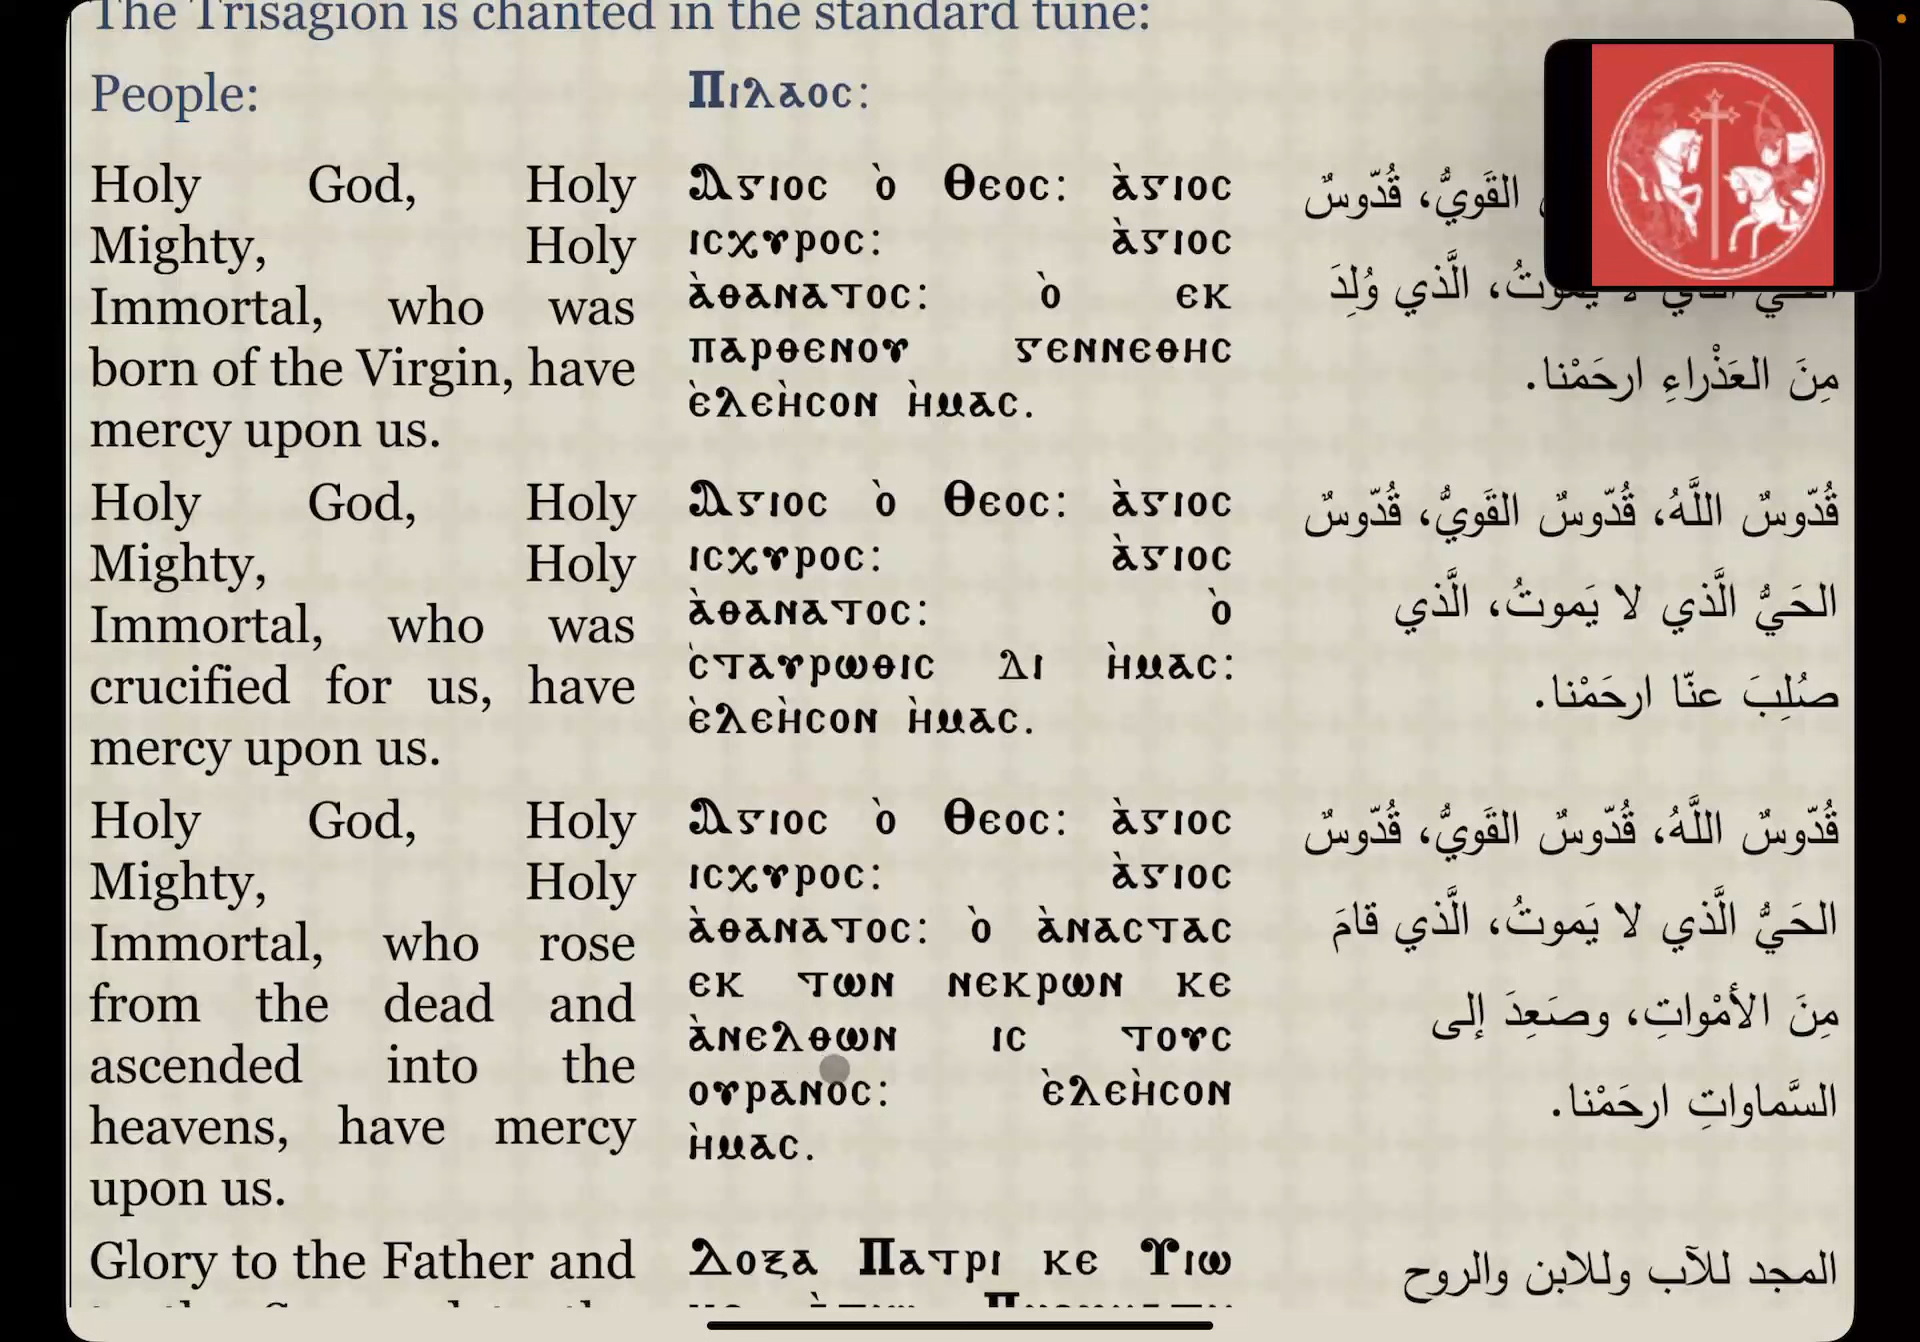 The Trisagion is chanted in the standard tune:
People:
Holy God, Holy
Mighty, Holy
Immortal, who was
born of the Virgin, have
mercy upon us.
Holy God, Holy
Mighty, Holy
Immortal, who was
crucified for us, have
mercy upon us.
Holy God, Holy
Mighty, Holy
Immortal, who rose
from the dead and
ascended into the
heavens, have mercy
upon us.
Glory to the Father and
Ⲡⲓⲗⲁⲟⲥ:
Ⲁⲅⲓⲟⲥ ⲟ̀ Ⲑⲉⲟⲥ: ⲁ̀ⲅⲓⲟⲥ
ⲓⲥⲭⲩⲣⲟⲥ: ⲁ̀ⲅⲓⲟⲥ
ⲁ̀ⲑⲁⲛⲁⲧⲟⲥ: ⲟ̀ ⲉⲕ
ⲡⲁⲣⲑⲉⲛⲟⲩ ⲅⲉⲛⲛⲉⲑⲏⲥ
ⲉ̀ⲗⲉⲏ̀ⲥⲟⲛ ⲏ̀ⲙⲁⲥ.
Ⲁⲅⲓⲟⲥ ⲟ̀ Ⲑⲉⲟⲥ: ⲁ̀ⲅⲓⲟⲥ
ⲓⲥⲭⲩⲣⲟⲥ: ⲁ̀ⲅⲓⲟⲥ
ⲁ̀ⲑⲁⲛⲁⲧⲟⲥ: ⲟ̀
ⲥ̀ⲧⲁⲩⲣⲱⲑⲓⲥ ⲇⲓ ⲏ̀ⲙⲁⲥ:
ⲉ̀ⲗⲉⲏ̀ⲥⲟⲛ ⲏ̀ⲙⲁⲥ.
Ⲁⲅⲓⲟⲥ ⲟ̀ Ⲑⲉⲟⲥ: ⲁ̀ⲅⲓⲟⲥ
ⲓⲥⲭⲩⲣⲟⲥ: ⲁ̀ⲅⲓⲟⲥ
ⲁ̀ⲑⲁⲛⲁⲧⲟⲥ: ⲟ̀ ⲁ̀ⲛⲁⲥⲧⲁⲥ
ⲉⲕ ⲧⲱⲛ ⲛⲉⲕⲣⲱⲛ ⲕⲉ
ⲁ̀ⲛⲉⲗⲑⲱⲛ ⲓⲥ ⲧⲟⲩⲥ
ⲟⲩⲣⲁⲛⲟⲥ: ⲉ̀ⲗⲉⲏ̀ⲥⲟⲛ
ⲏ̀ⲙⲁⲥ.
Ⲇⲟⲝⲁ Ⲡⲁⲧⲣⲓ ⲕⲉ Ⲩⲓⲱ
القَويُّ، قُدّوسٌ
يَموتُ، الَّذي وُلِدَ
مِنَ العَذْراءِ ارحَمْنا.
قُدّوسٌ اللَّهُ، قُدّوسٌ القَويُّ، قُدّوسٌ
الحَيُّ الَّذي لا يَموتُ، الَّذي
صُلِبَ عنّا ارحَمْنا.
قُدّوسٌ اللَّهُ، قُدّوسٌ القَويُّ، قُدّوسٌ
الحَيُّ الَّذي لا يَموتُ، الَّذي قامَ
مِنَ الأمْواتِ، وصَعِدَ إلى
السَّماواتِ ارحَمْنا.
المجد للآب وللابن والروح